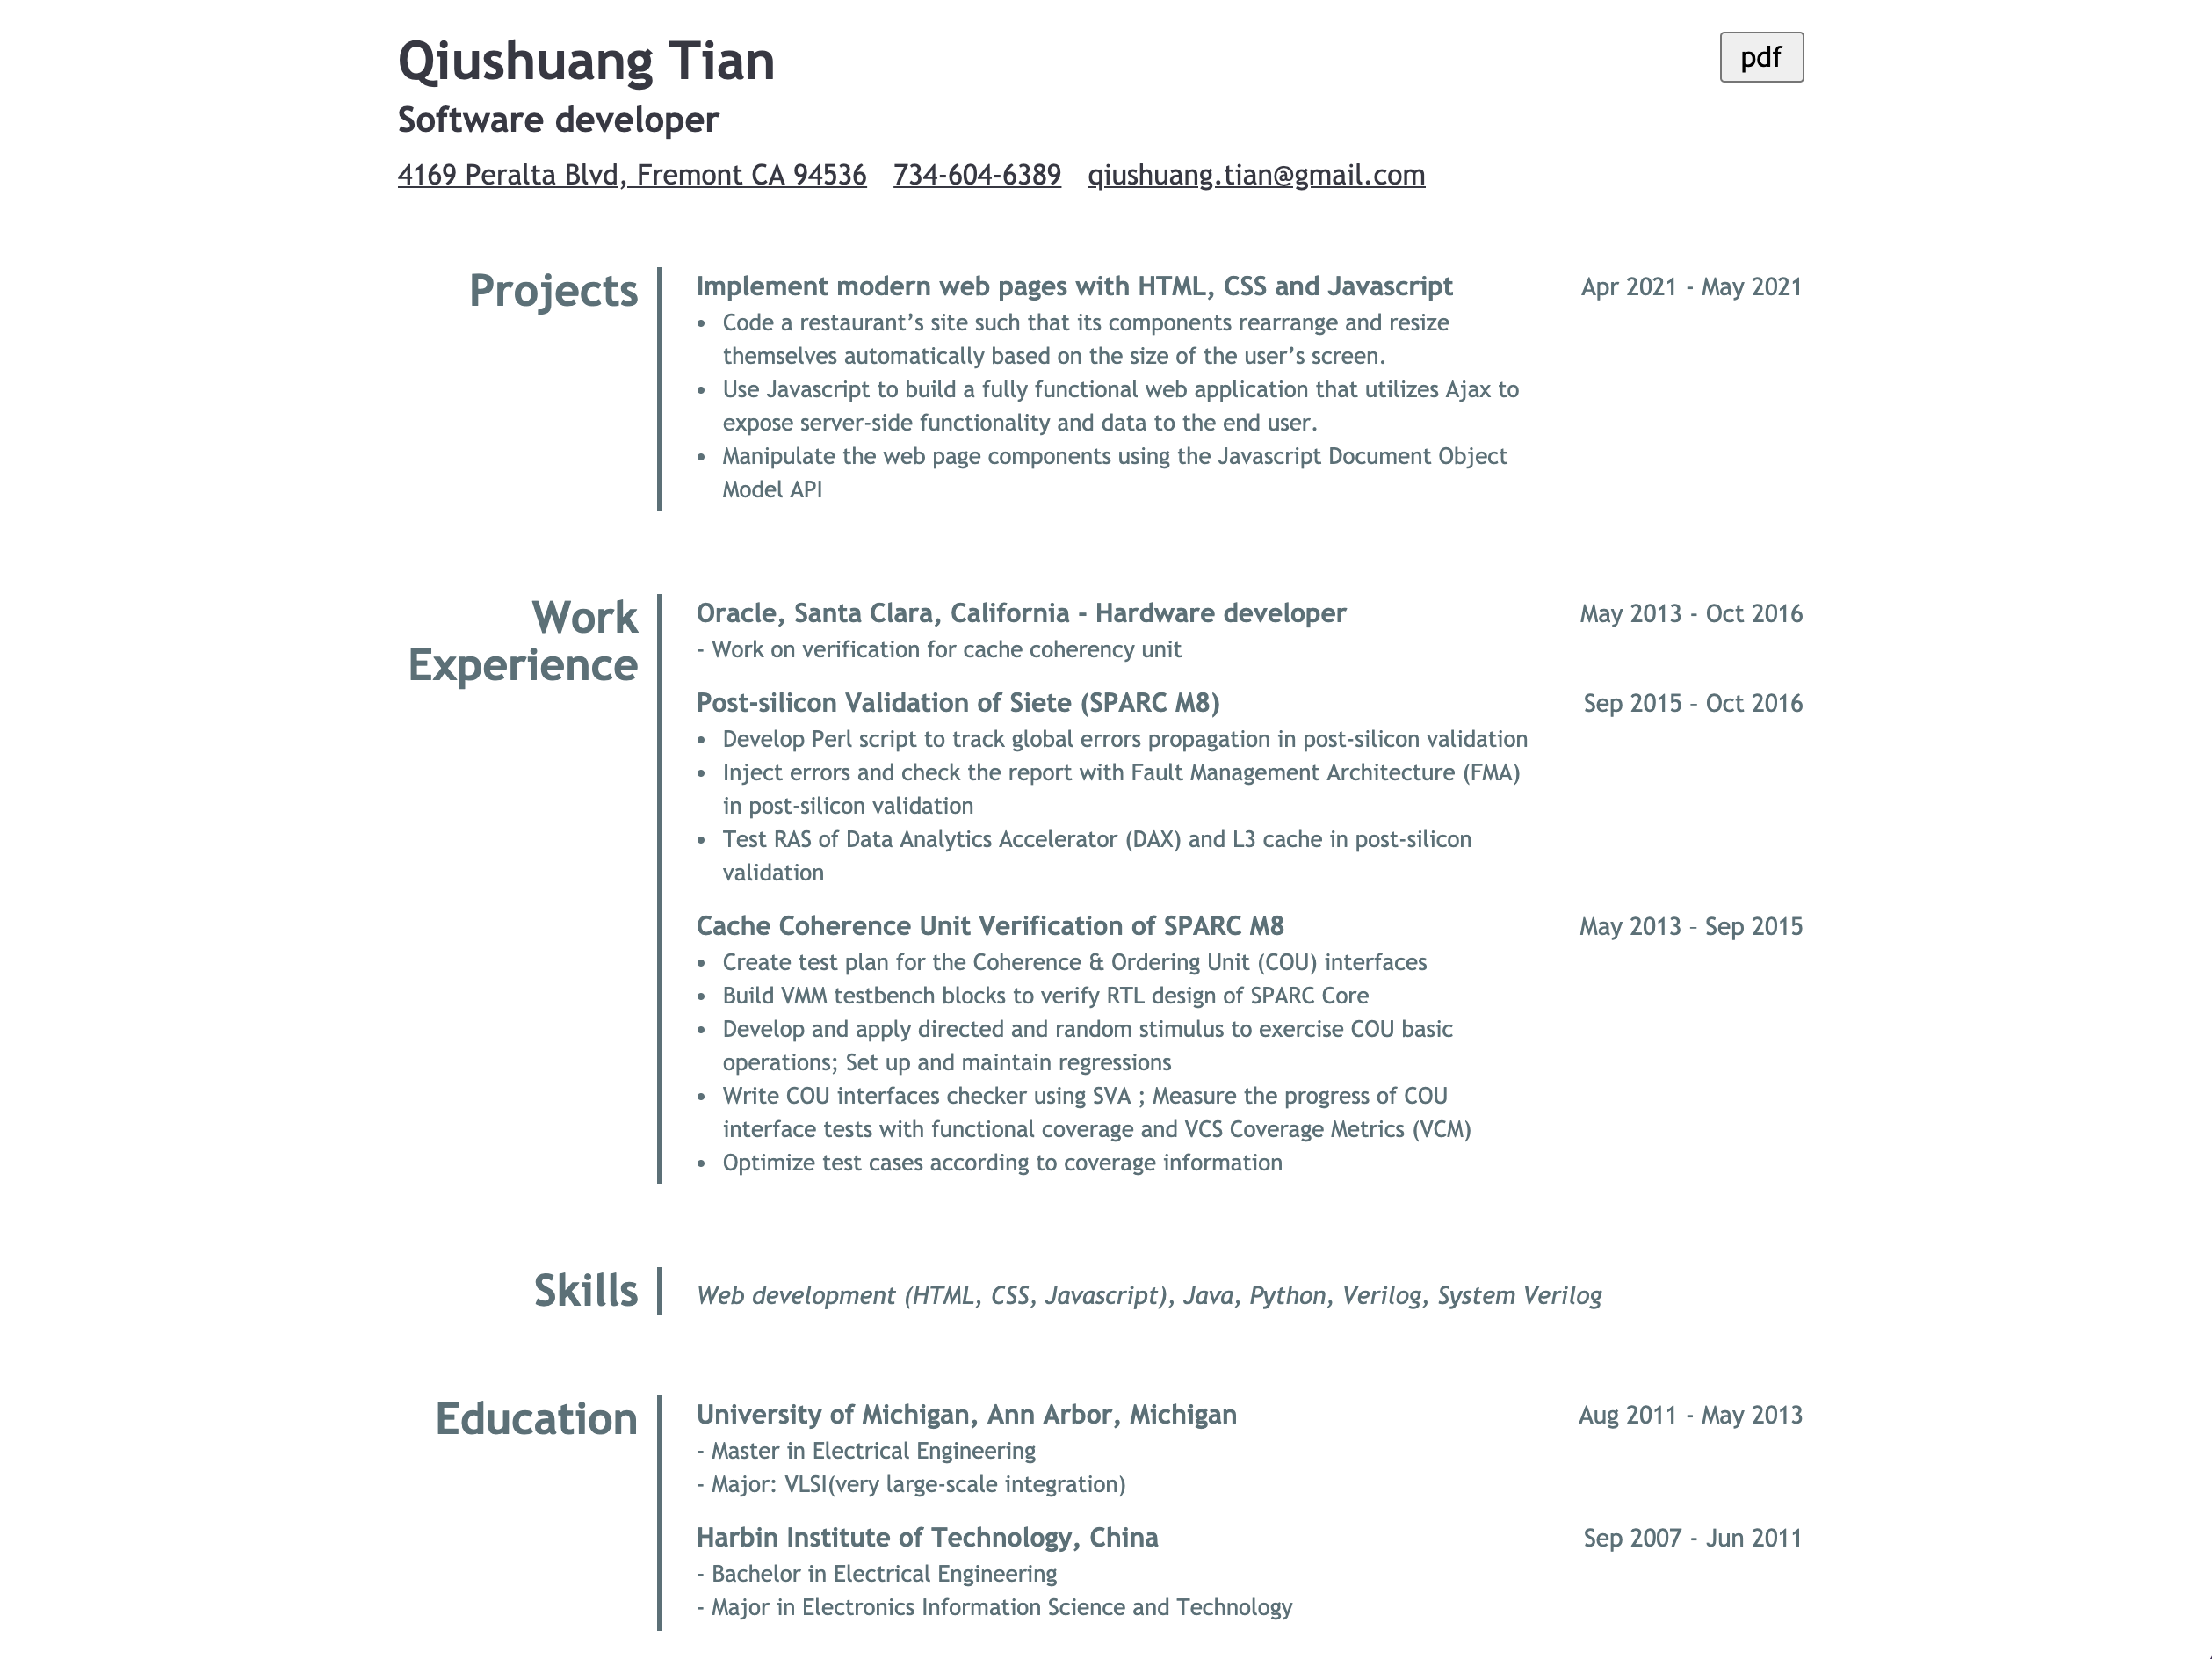 Qiushuang Tian
pdf
Software developer
4169 Peralta Blvd, Fremont CA 94536 734-604-6389 qiushuang.tian@gmail.com
Projects
Implement modern web pages with HTML, CSS and Javascript Apr 2021 - May 2021
• Code a restaurant’s site such that its components rearrange and resize
themselves automatically based on the size of the user’s screen.
• Use Javascript to build a fully functional web application that utilizes Ajax to
expose server-side functionality and data to the end user.
• Manipulate the web page components using the Javascript Document Object
Model API
Work
Experience
Oracle, Santa Clara, California - Hardware developer May 2013 - Oct 2016
- Work on verification for cache coherency unit
Post-silicon Validation of Siete (SPARC M8) Sep 2015 – Oct 2016
• Develop Perl script to track global errors propagation in post-silicon validation
• Inject errors and check the report with Fault Management Architecture (FMA)
in post-silicon validation
• Test RAS of Data Analytics Accelerator (DAX) and L3 cache in post-silicon
validation
Cache Coherence Unit Verification of SPARC M8 May 2013 – Sep 2015
• Create test plan for the Coherence & Ordering Unit (COU) interfaces
• Build VMM testbench blocks to verify RTL design of SPARC Core
• Develop and apply directed and random stimulus to exercise COU basic
operations; Set up and maintain regressions
• Write COU interfaces checker using SVA ; Measure the progress of COU
interface tests with functional coverage and VCS Coverage Metrics (VCM)
• Optimize test cases according to coverage information
Skills
Web development (HTML, CSS, Javascript), Java, Python, Verilog, System Verilog
Education
University of Michigan, Ann Arbor, Michigan Aug 2011 - May 2013
- Master in Electrical Engineering
- Major: VLSI(very large-scale integration)
Harbin Institute of Technology, China Sep 2007 - Jun 2011
- Bachelor in Electrical Engineering
- Major in Electronics Information Science and Technology